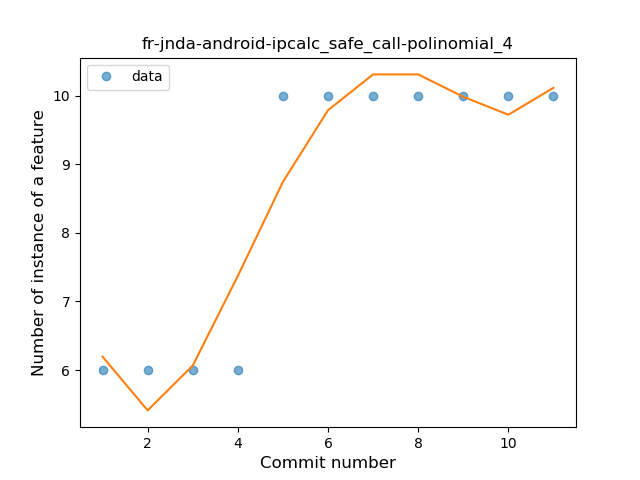 fr-jnda-android-ipcalc_safe_call-polinomial_4
data
Number of instance of a feature
10
9
8
7
6
2
4
6
8
10
Commit number